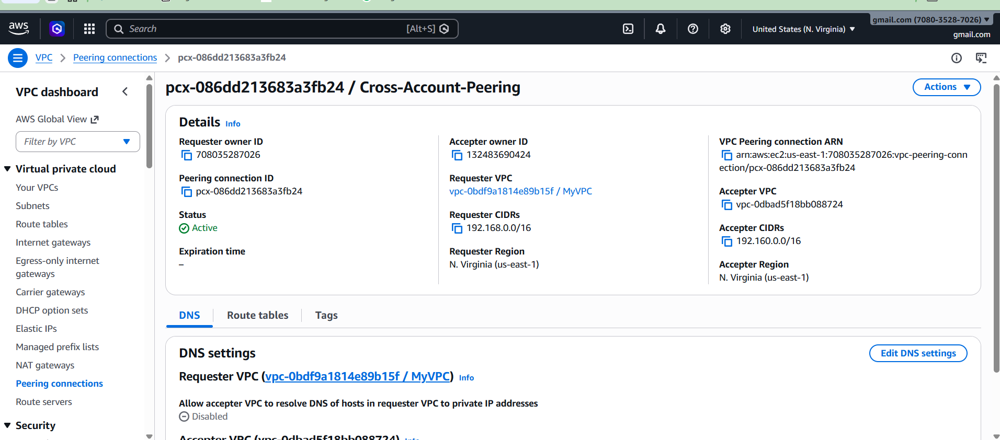 aws
Search
[Alt+S]
United States (N. Virginia)
gmail.com (7080-3528-7026)
gmail.com
VPC
Peering connections
pcx-086dd213683a3fb24
VPC dashboard
AWS Global View
Filter by VPC
Virtual private cloud
Your VPCs
Subnets
Route tables
Internet gateways
Egress-only internet
gateways
Carrier gateways
DHCP option sets
Elastic IPs
Managed prefix lists
NAT gateways
Peering connections
Route servers
Security
pcx-086dd213683a3fb24 / Cross-Account-Peering
Actions
Details Info
Requester owner ID
708035287026
Peering connection ID
pcx-086dd213683a3fb24
Status
Active
Expiration time
–
Accepter owner ID
132483690424
Requester VPC
vpc-0bdf9a1814e89b15f / MyVPC
Requester CIDRs
192.168.0.0/16
Requester Region
N. Virginia (us-east-1)
VPC Peering connection ARN
arn:aws:ec2:us-east-1:708035287026:vpc-peering-conn
ection/pcx-086dd213683a3fb24
Accepter VPC
vpc-0dbad5f18bb088724
Accepter CIDRs
192.160.0.0/16
Accepter Region
N. Virginia (us-east-1)
DNS
Route tables
Tags
DNS settings
Edit DNS settings
Requester VPC (vpc-0bdf9a1814e89b15f / MyVPC) Info
Allow accepter VPC to resolve DNS of hosts in requester VPC to private IP addresses
Disabled
Accepter VPC (vpc-0dbad5f18bb088724) Info